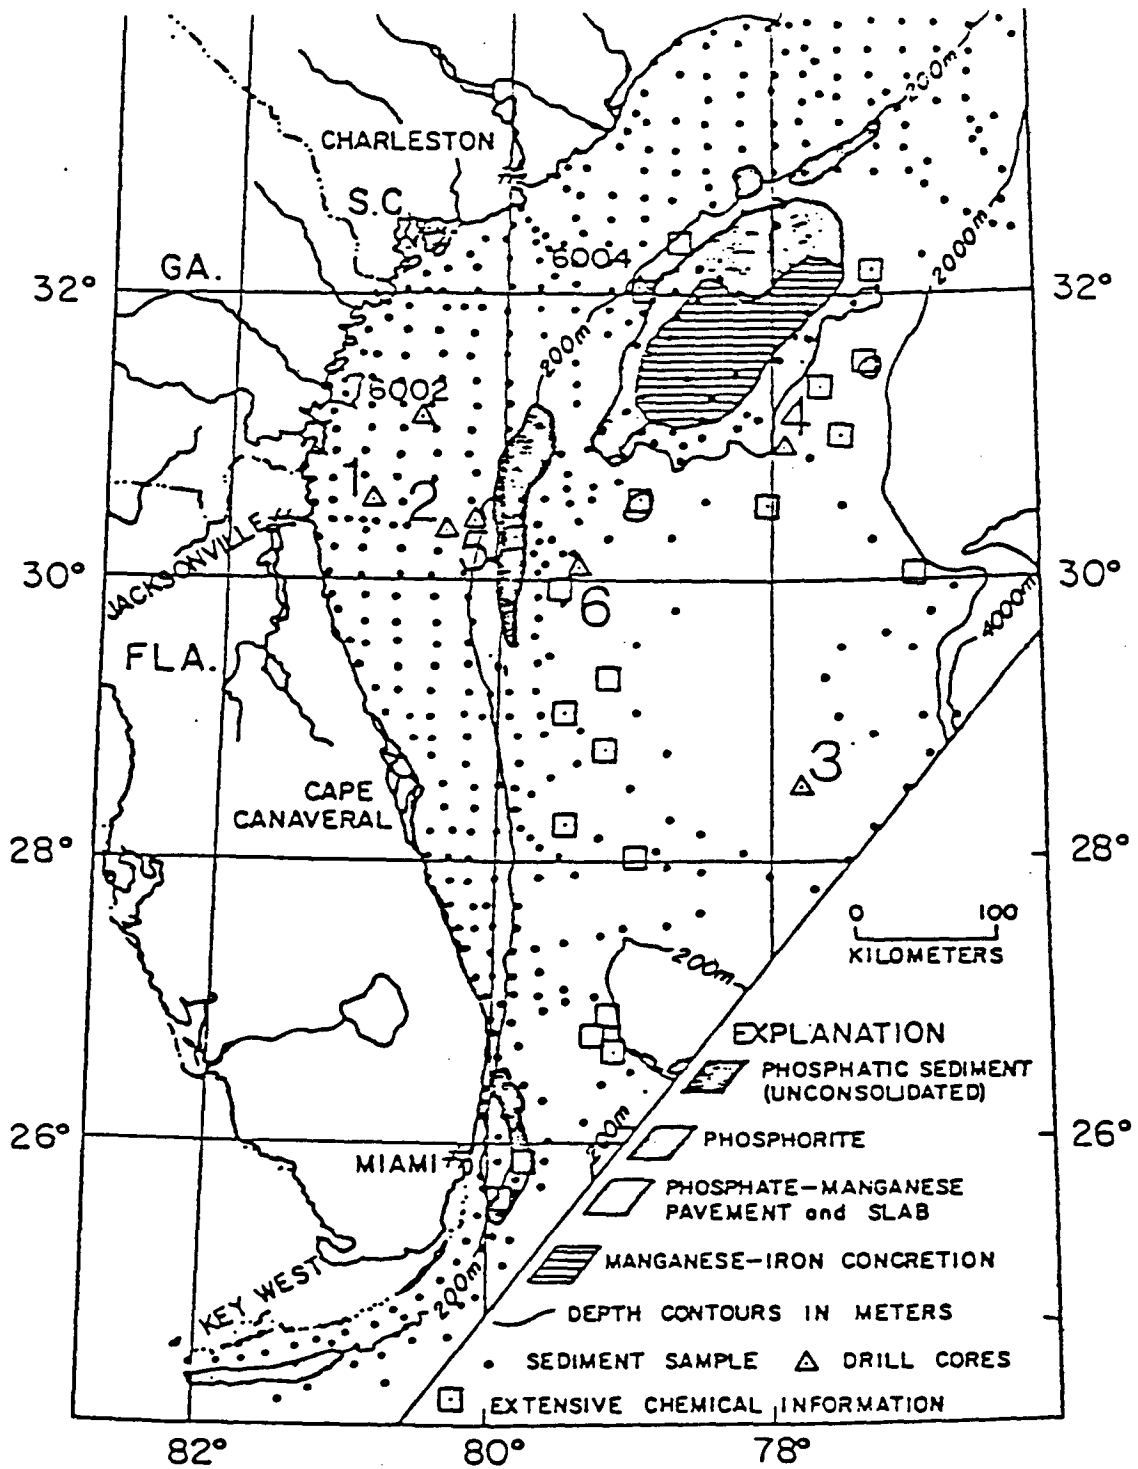 200m
CHARLESTON
S.C
6004
2000m
GA.
32°
32°
200m
6002
4
1
2
JACKSONVILLE
30°
30°
6
4000m
FLA.
3
CAPE
CANAVERAL
28°
28°
0 100
KILOMETERS
200m
EXPLANATION
PHOSPHATIC SEDIMENT
(UNCONSOLIDATED)
26°
26°
200m
PHOSPHORITE
MIAMI
PHOSPHATE-MANGANESE
PAVEMENT and SLAB
MANGANESE-IRON CONCRETION
KEY WEST
200m
DEPTH CONTOURS IN METERS
SEDIMENT SAMPLE
DRILL CORES
EXTENSIVE CHEMICAL INFORMATION
82°
80°
78°